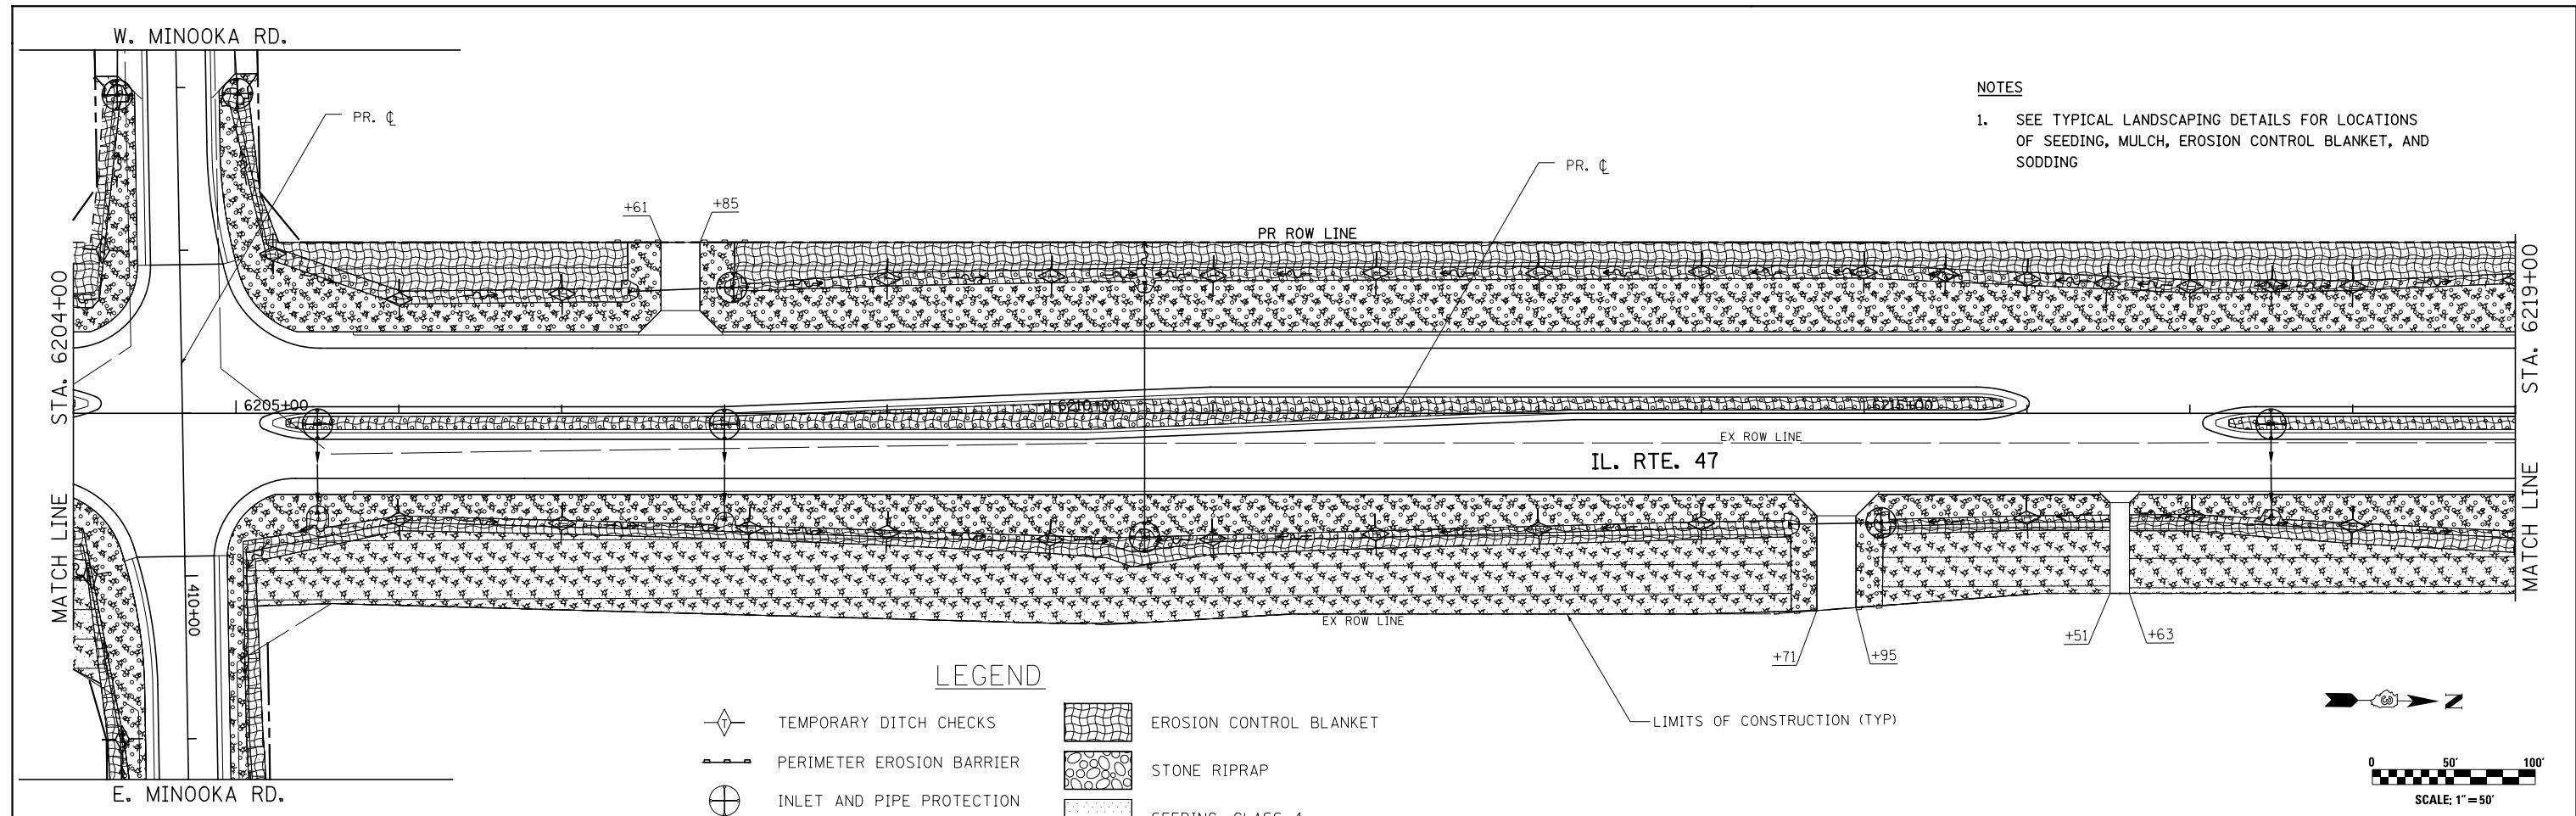 W. MINOOKA RD.
PR. ℄
NOTES
1. SEE TYPICAL LANDSCAPING DETAILS FOR LOCATIONS
OF SEEDING, MULCH, EROSION CONTROL BLANKET, AND
SODDING
PR. ℄
+61
+85
PR ROW LINE
MATCH LINE STA. 6204+00
MATCH LINE STA. 6219+00
6205+00
6210+00
6215+00
EX ROW LINE
IL. RTE. 47
410+00
EX ROW LINE
+71
+95
+51
+63
LIMITS OF CONSTRUCTION (TYP)
E. MINOOKA RD.
LEGEND
T TEMPORARY DITCH CHECKS
EROSION CONTROL BLANKET
PERIMETER EROSION BARRIER
STONE RIPRAP
INLET AND PIPE PROTECTION
SEEDING, CLASS 4
N
0 50' 100'
SCALE: 1"=50'